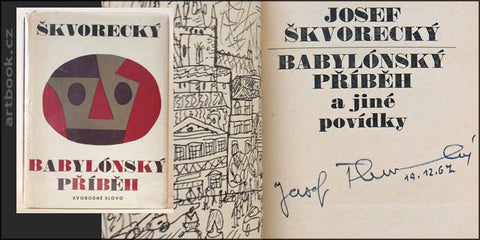 artbook.cz
ŠKVORECKÝ
BABYLÓNSKÝ
PŘÍBĚH
SVOBODNÉ SLOVO
JOSEF
ŠKVORECKÝ
BABYLÓNSKÝ
PŘÍBĚH
a jiné
povídky
Josef Škvorecký
19.12.67